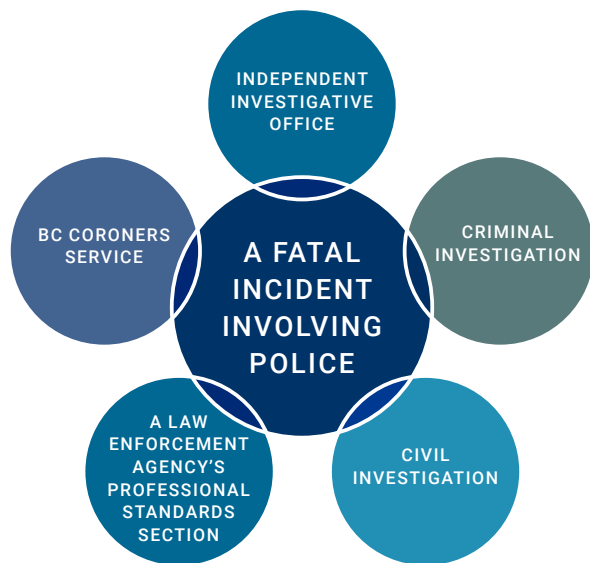 INDEPENDENT
INVESTIGATIVE
OFFICE
BC CORONERS
SERVICE
CRIMINAL
INVESTIGATION
A FATAL
INCIDENT
INVOLVING
POLICE
A LAW
ENFORCEMENT
AGENCY’S
PROFESSIONAL
STANDARDS
SECTION
CIVIL
INVESTIGATION